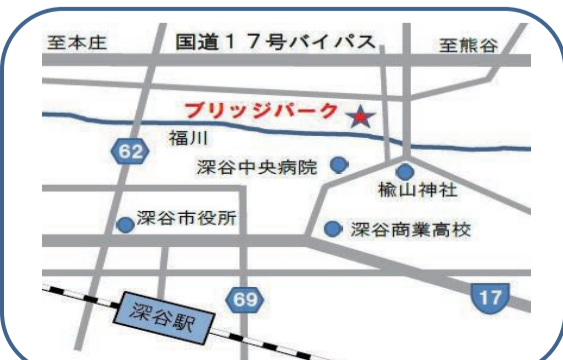 至本庄
国道１７号バイパス
至熊谷
ブリッジパーク
福川
62
深谷中央病院
楡山神社
深谷市役所
深谷商業高校
69
17
深谷駅